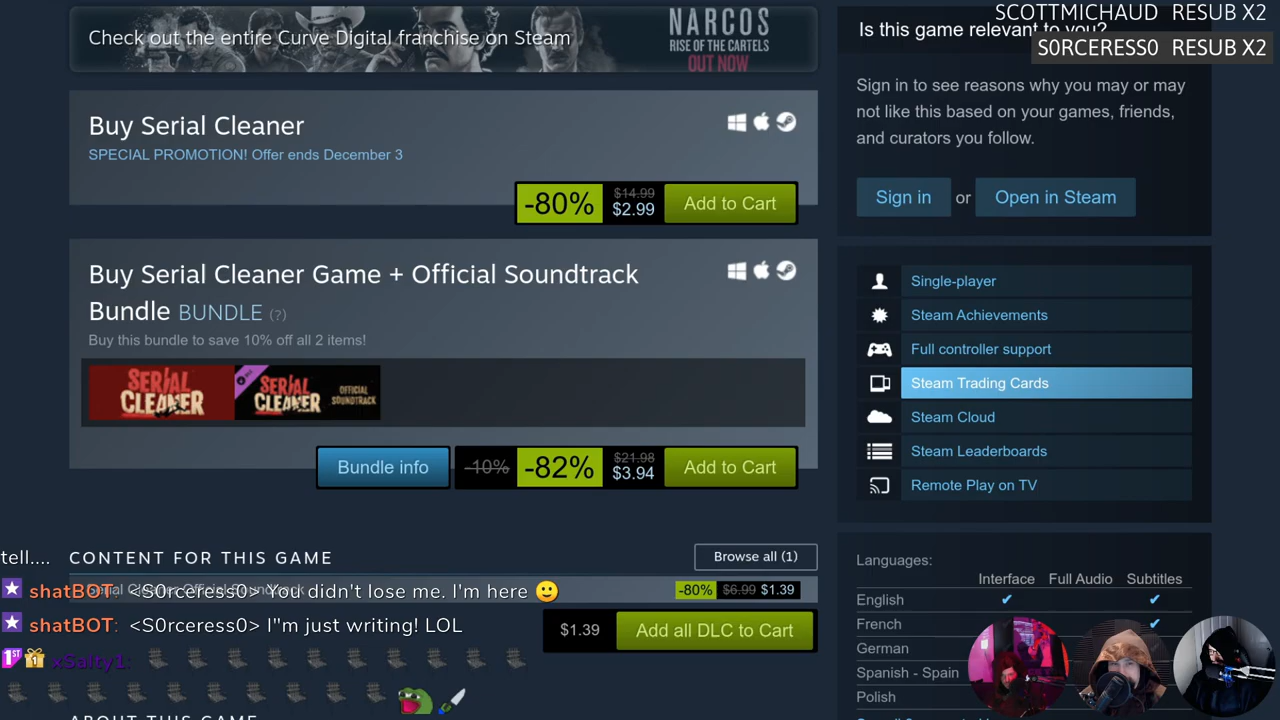 SCOTTMICHAUD RESUB X2
S0RCERESS0 RESUB X2
Check out the entire Curve Digital franchise on Steam
NARCOS
RISE OF THE CARTELS
OUT NOW
Buy Serial Cleaner
SPECIAL PROMOTION! Offer ends December 3
-80% $14.99 $2.99 Add to Cart
Buy Serial Cleaner Game + Official Soundtrack
Bundle BUNDLE (?)
Buy this bundle to save 10% off all 2 items!
SERIAL CLEANER
SERIAL CLEANER OFFICIAL SOUNDTRACK
Bundle info -10% -82% $21.98 $3.94 Add to Cart
CONTENT FOR THIS GAME Browse all (1)
Serial Cleaner Official Soundtrack -80% $6.99 $1.39
$1.39 Add all DLC to Cart
ABOUT THIS GAME
tell....
shatBOT: <S0rceress0> You didn't lose me. I'm here
shatBOT: <S0rceress0> I"m just writing! LOL
1ST xSalty1:
Is this game relevant to you?
Sign in to see reasons why you may or may
not like this based on your games, friends,
and curators you follow.
Sign in or Open in Steam
Single-player
Steam Achievements
Full controller support
Steam Trading Cards
Steam Cloud
Steam Leaderboards
Remote Play on TV
Languages:
Interface Full Audio Subtitles
English ✔ ✔
French ✔
German
Spanish - Spain
Polish